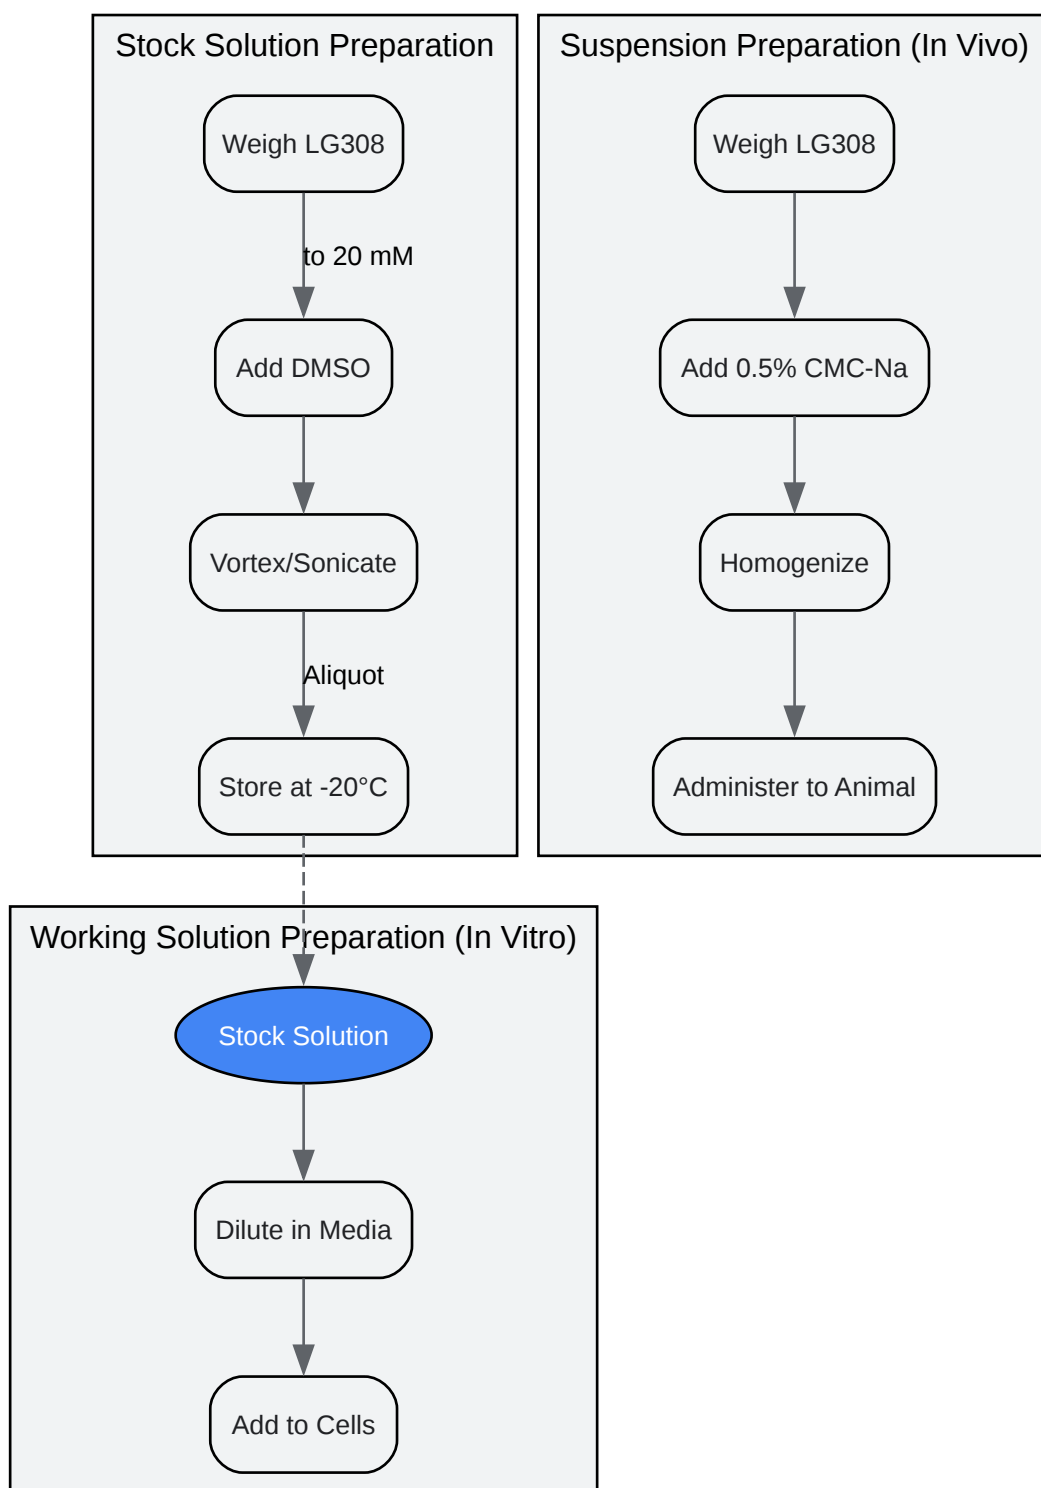 Stock Solution Preparation
Weigh LG308
to 20 mM
Add DMSO
Vortex/Sonicate
Aliquot
Store at -20°C
Suspension Preparation (In Vivo)
Weigh LG308
Add 0.5% CMC-Na
Homogenize
Administer to Animal
Working Solution Preparation (In Vitro)
Stock Solution
Dilute in Media
Add to Cells